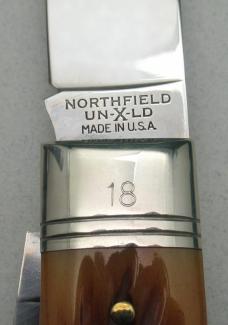 NORTHFIELD
UN-X-LD
MADE IN U.S.A.
18